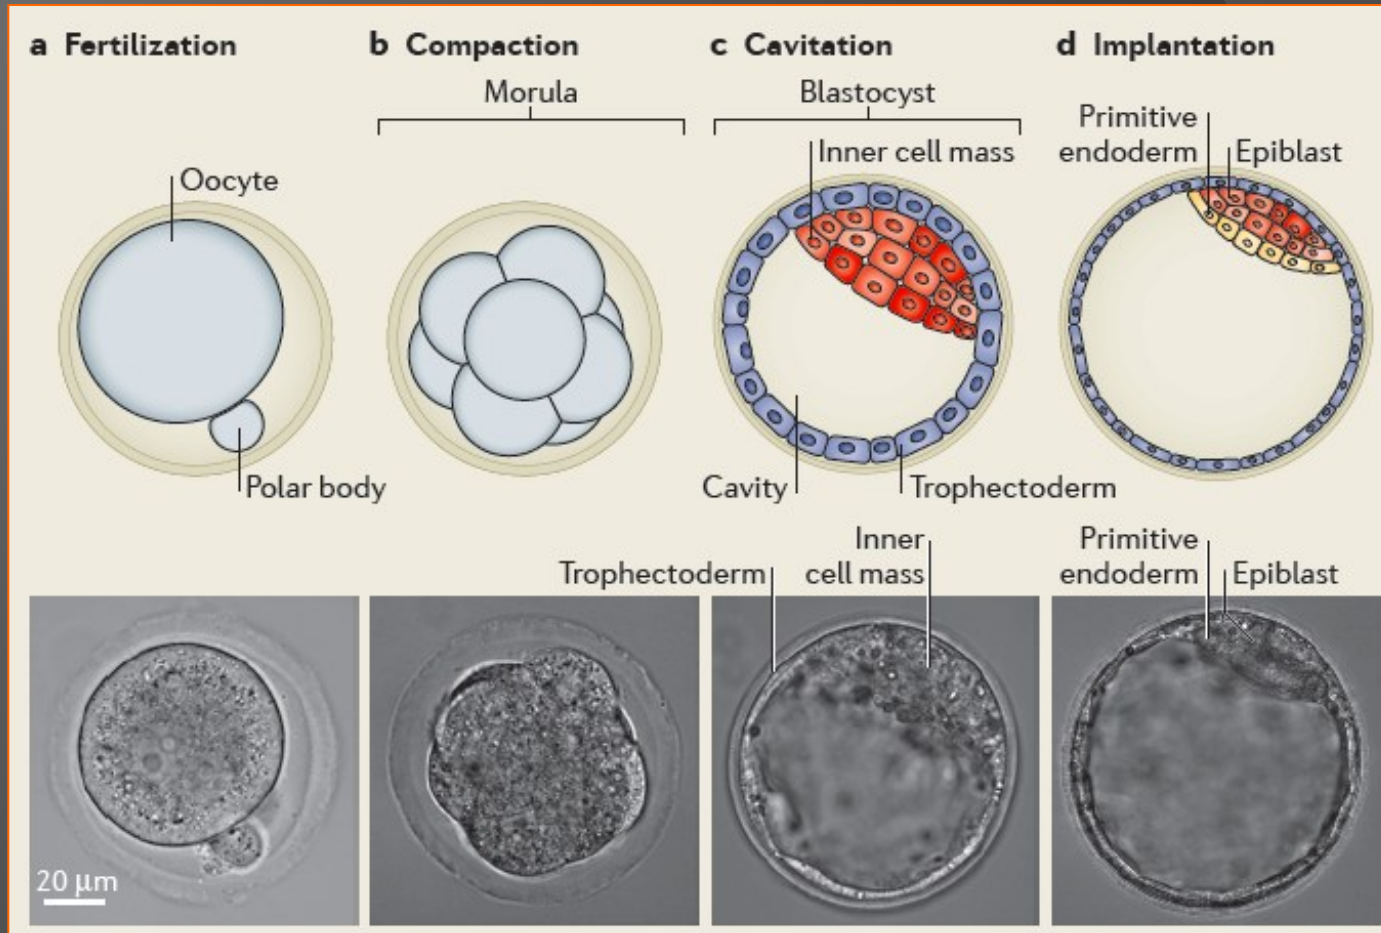 a Fertilization
b Compaction
c Cavitation
d Implantation
Morula
Blastocyst
Primitive
endoderm
Epiblast
Inner cell mass
Oocyte
Polar body
Cavity
Trophectoderm
Trophectoderm
Inner
cell mass
Primitive
endoderm
Epiblast
20 μm